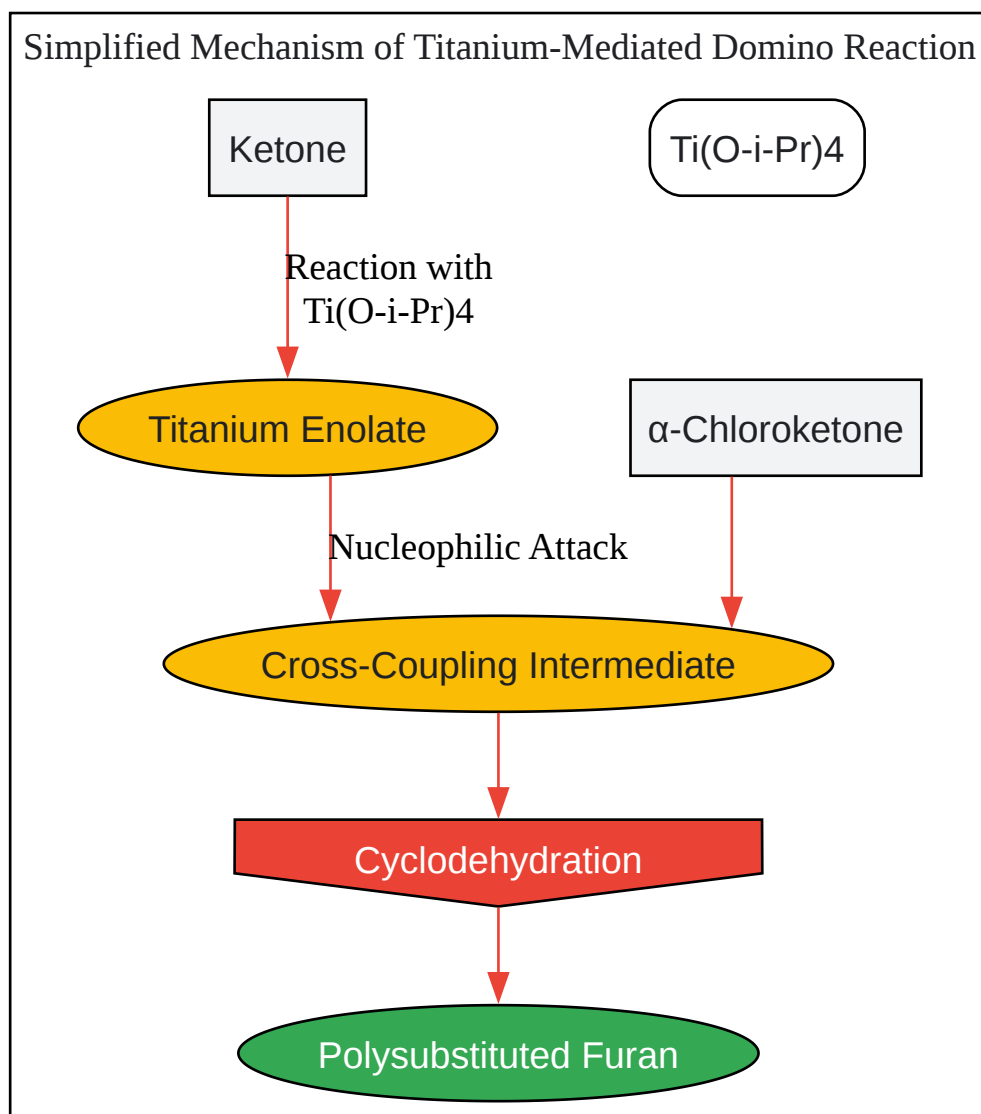 Simplified Mechanism of Titanium-Mediated Domino Reaction
Ketone
Ti(O-i-Pr)4
Reaction with
Ti(O-i-Pr)4
Titanium Enolate
α-Chloroketone
Nucleophilic Attack
Cross-Coupling Intermediate
Cyclodehydration
Polysubstituted Furan